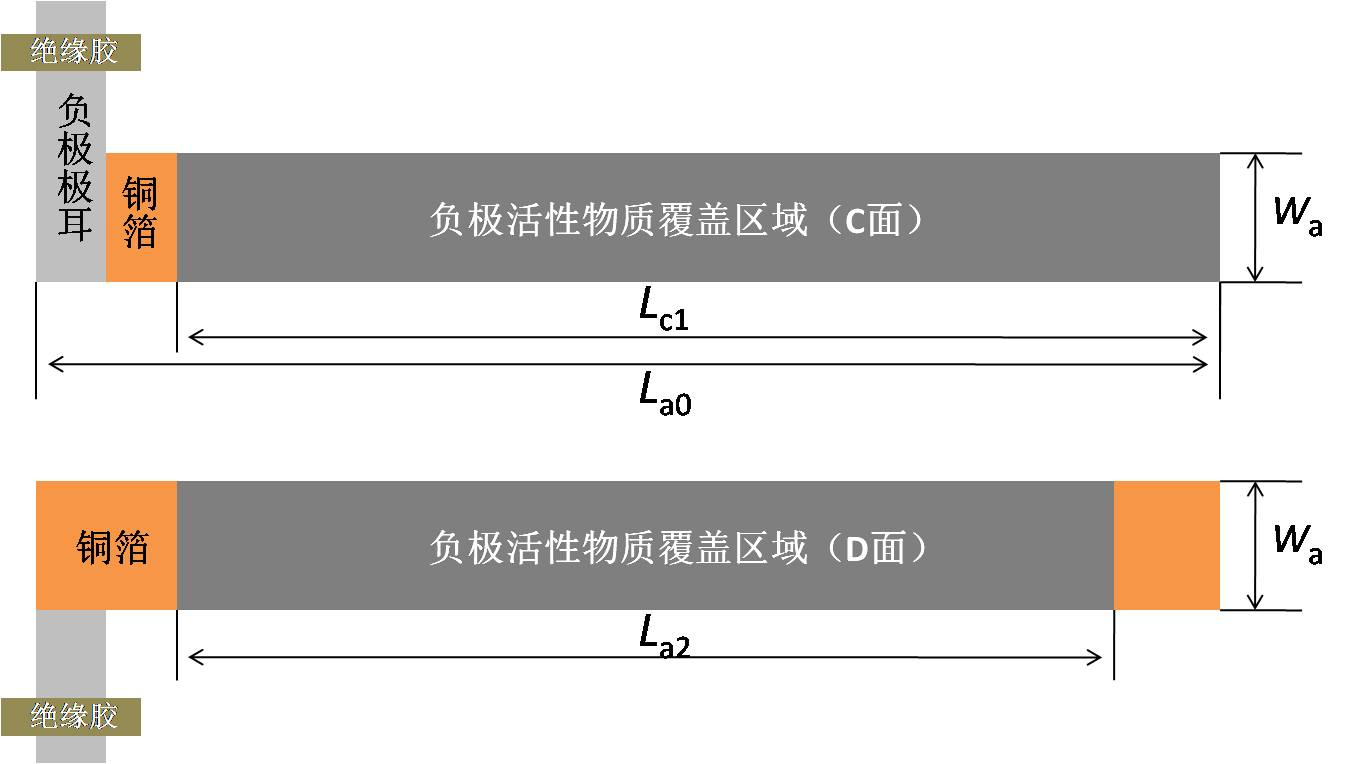 绝缘胶
负极极耳
铜箔
负极活性物质覆盖区域（C面）
Wa
Lc1
La0
铜箔
负极活性物质覆盖区域（D面）
Wa
La2
绝缘胶